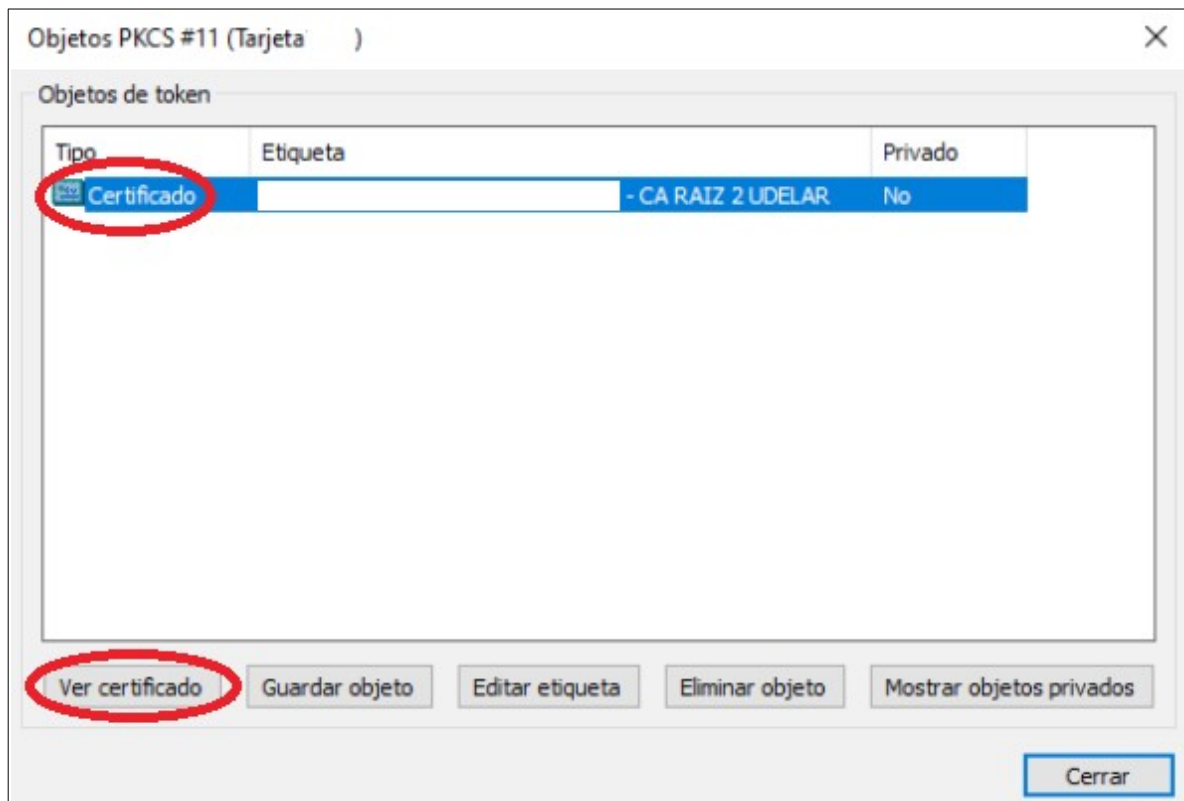 Objetos PKCS #11 (Tarjeta )
Objetos de token
Tipo Etiqueta Privado
Certificado - CA RAIZ 2 UDELAR No
Ver certificado Guardar objeto Editar etiqueta Eliminar objeto Mostrar objetos privados
Cerrar